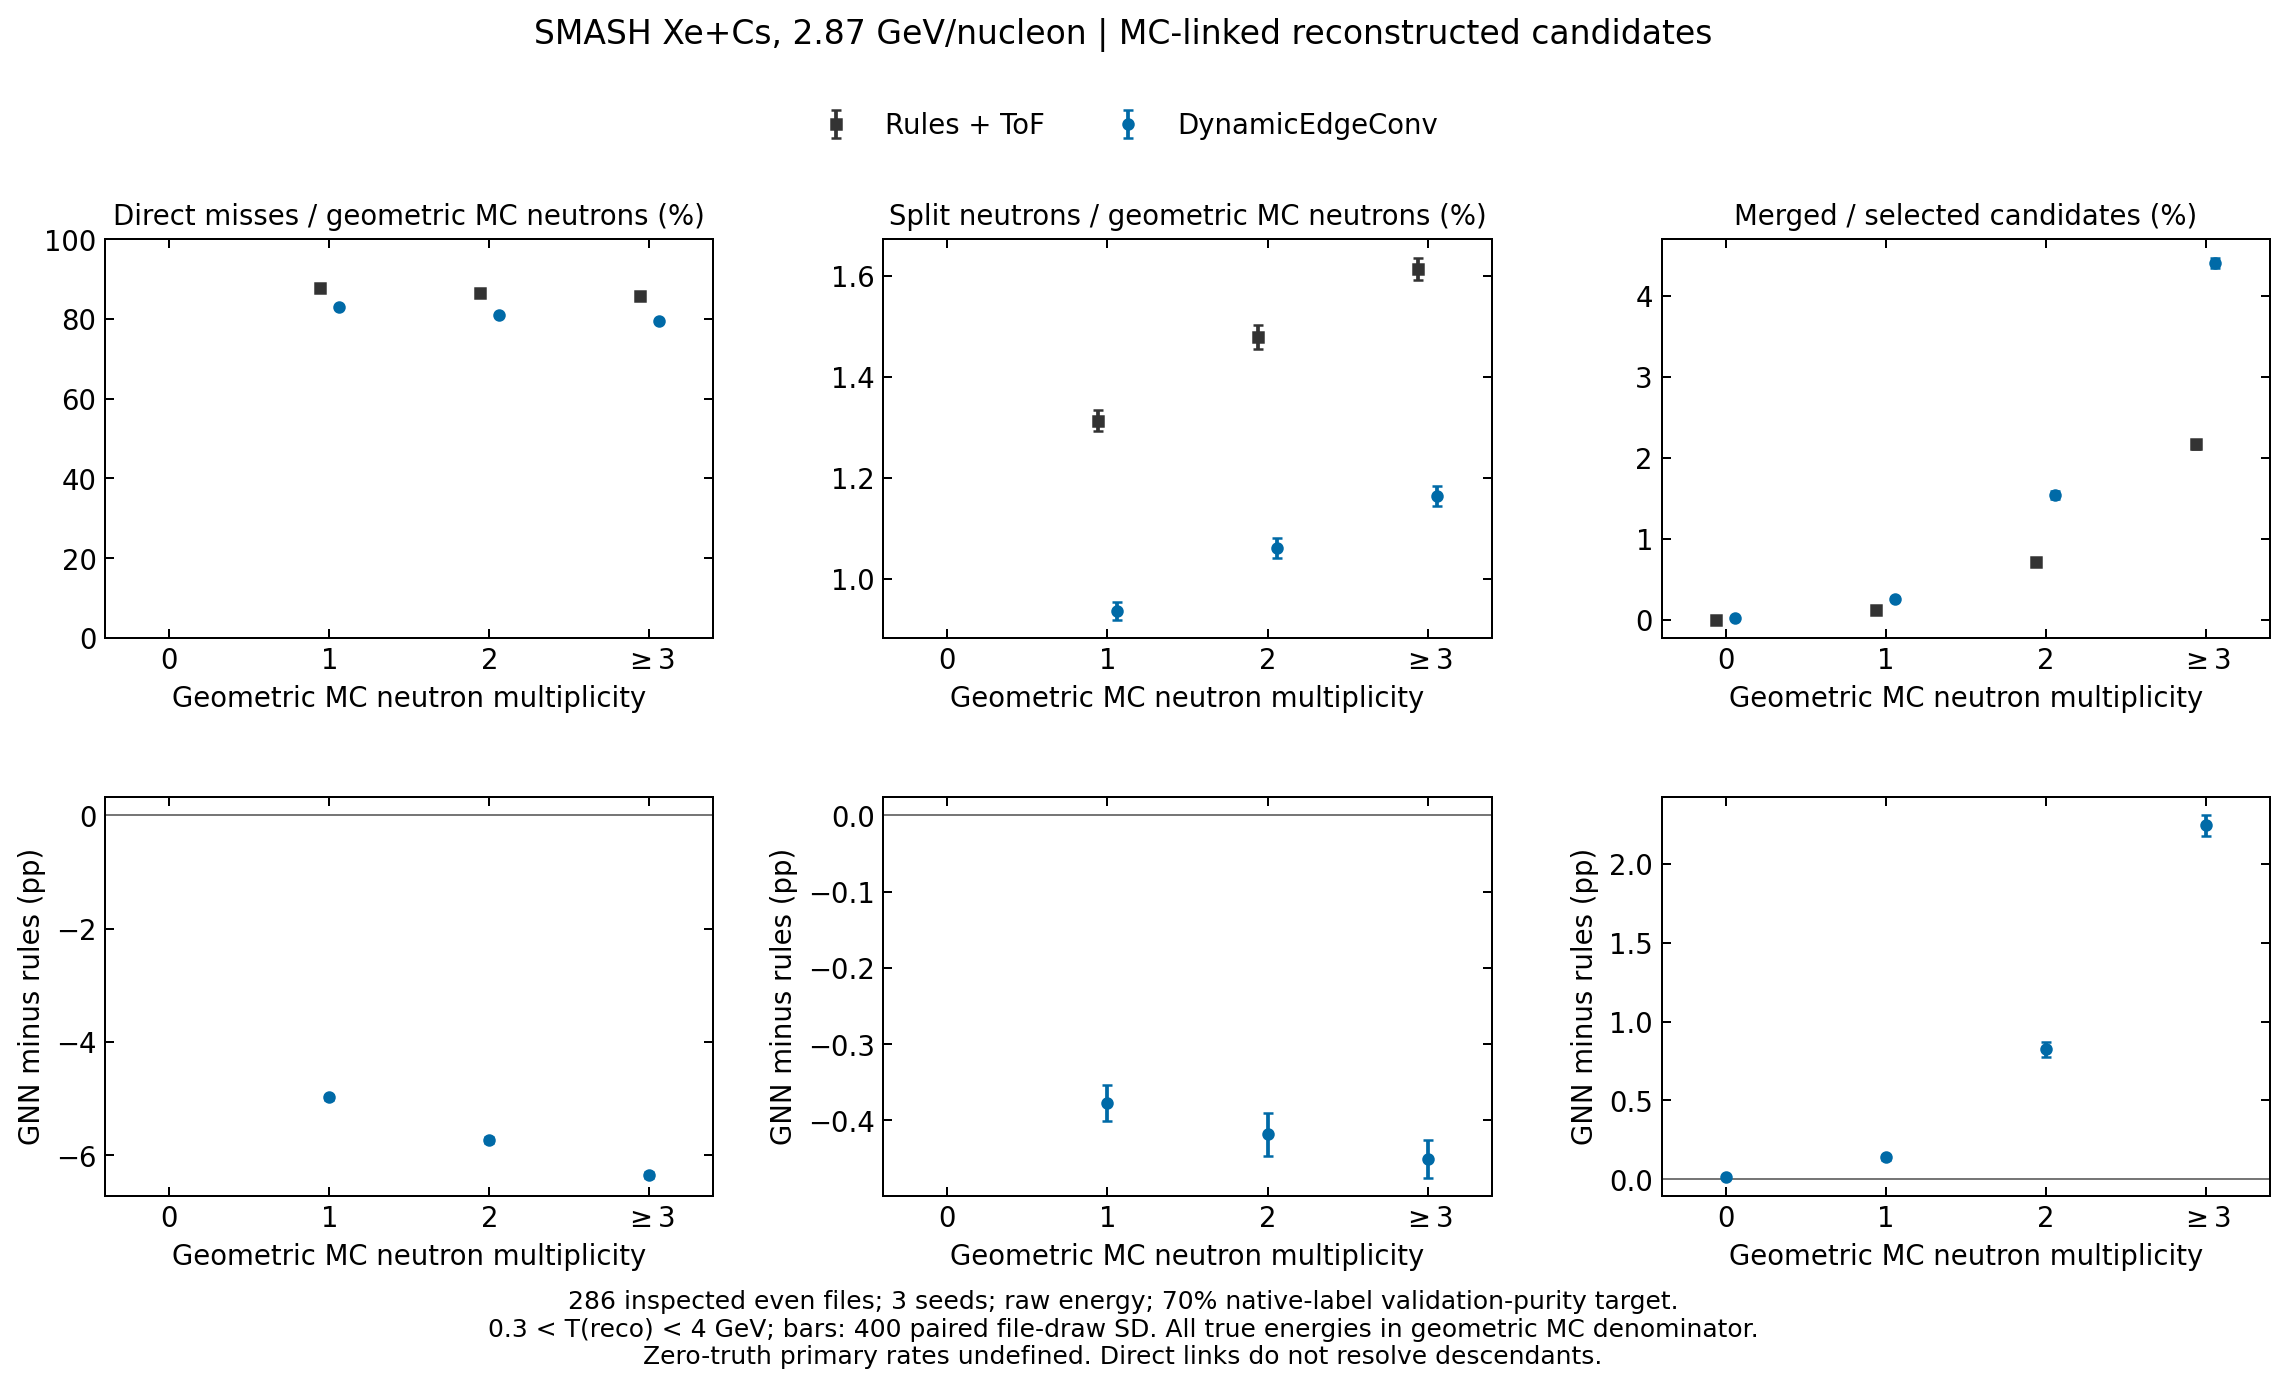 SMASH Xe+Cs, 2.87 GeV/nucleon | MC-linked reconstructed candidates
Rules + ToF
DynamicEdgeConv
Direct misses / geometric MC neutrons (%)
100
80
60
40
20
0
0 1 2 ≥3
Geometric MC neutron multiplicity
Split neutrons / geometric MC neutrons (%)
1.6
1.4
1.2
1.0
0 1 2 ≥3
Geometric MC neutron multiplicity
Merged / selected candidates (%)
4
3
2
1
0
0 1 2 ≥3
Geometric MC neutron multiplicity
GNN minus rules (pp)
0
−2
−4
−6
0 1 2 ≥3
Geometric MC neutron multiplicity
GNN minus rules (pp)
0.0
−0.1
−0.2
−0.3
−0.4
0 1 2 ≥3
Geometric MC neutron multiplicity
GNN minus rules (pp)
2.0
1.5
1.0
0.5
0.0
0 1 2 ≥3
Geometric MC neutron multiplicity
286 inspected even files; 3 seeds; raw energy; 70% native-label validation-purity target.
0.3 < T(reco) < 4 GeV; bars: 400 paired file-draw SD. All true energies in geometric MC denominator.
Zero-truth primary rates undefined. Direct links do not resolve descendants.